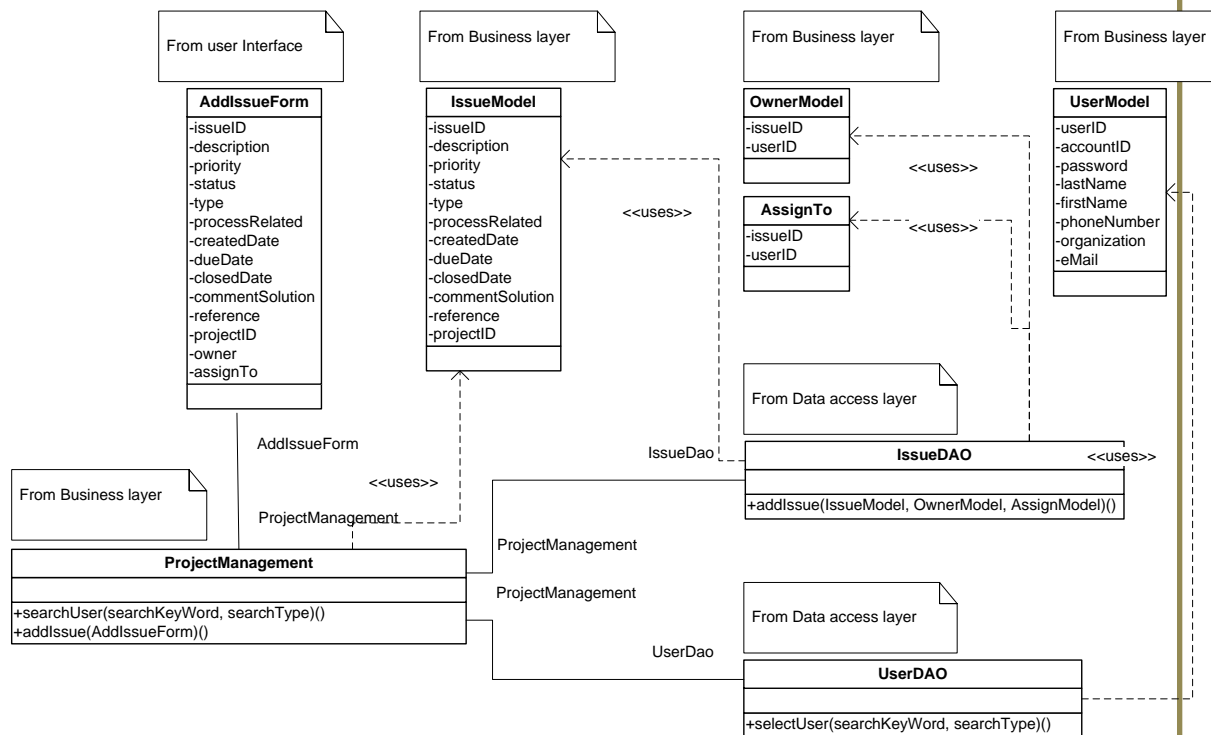 From user Interface
From Business layer
From Business layer
From Business layer
AddIssueForm
-issueID
-description
-priority
-status
-type
-processRelated
-createdDate
-dueDate
-closedDate
-commentSolution
-reference
-projectID
-owner
-assignTo
IssueModel
-issueID
-description
-priority
-status
-type
-processRelated
-createdDate
-dueDate
-closedDate
-commentSolution
-reference
-projectID
OwnerModel
-issueID
-userID
AssignTo
-issueID
-userID
UserModel
-userID
-accountID
-password
-lastName
-firstName
-phoneNumber
-organization
-eMail
<<uses>>
<<uses>>
<<uses>>
From Data access layer
AddIssueForm
IssueDao
IssueDAO
<<uses>>
+addIssue(IssueModel, OwnerModel, AssignModel)()
From Business layer
<<uses>>
ProjectManagement
ProjectManagement
ProjectManagement
+searchUser(searchKeyWord, searchType)()
+addIssue(AddIssueForm)()
ProjectManagement
From Data access layer
UserDao
UserDAO
+selectUser(searchKeyWord, searchType)()